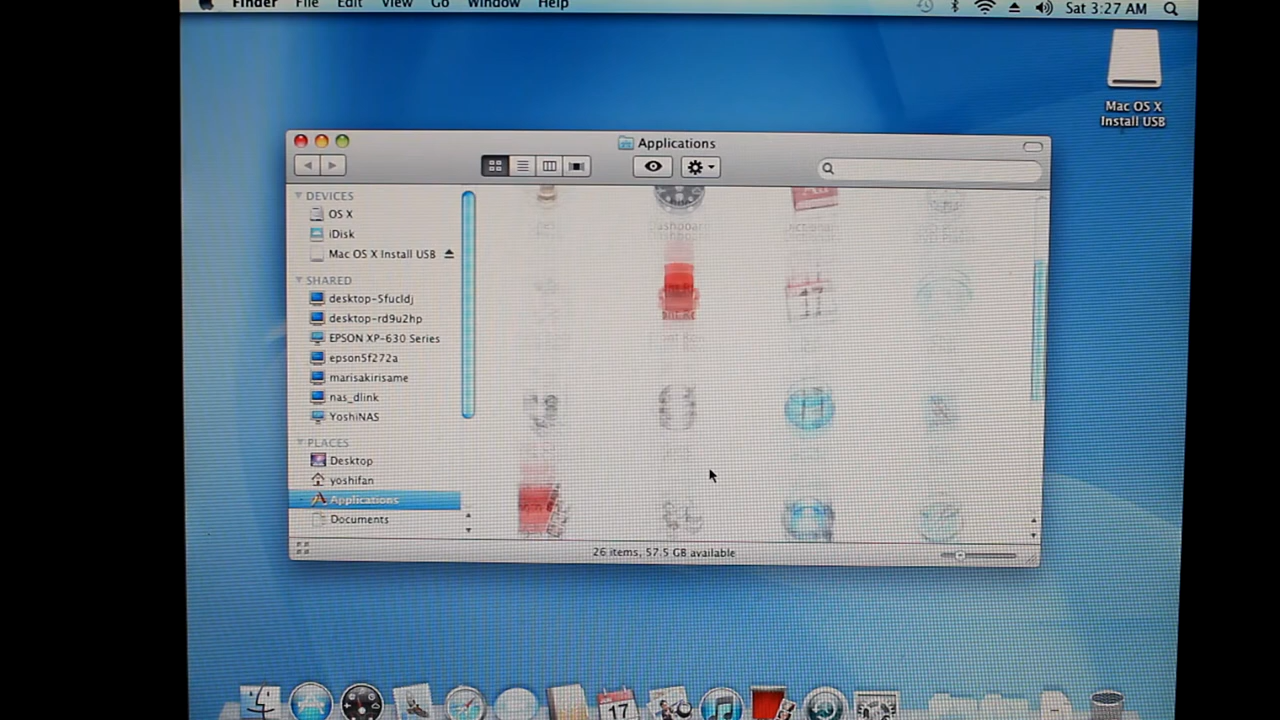 Finder File Edit View Go Window Help
Sat 3:27 AM
Mac OS X
Install USB
Applications
DEVICES
OS X
iDisk
Mac OS X Install USB
SHARED
desktop-5fucldj
desktop-rd9u2hp
EPSON XP-630 Series
epson5f272a
marisakirisame
nas_dlink
YoshiNAS
PLACES
Desktop
yoshifan
Applications
Documents
Dashboard
26 items, 57.5 GB available
17